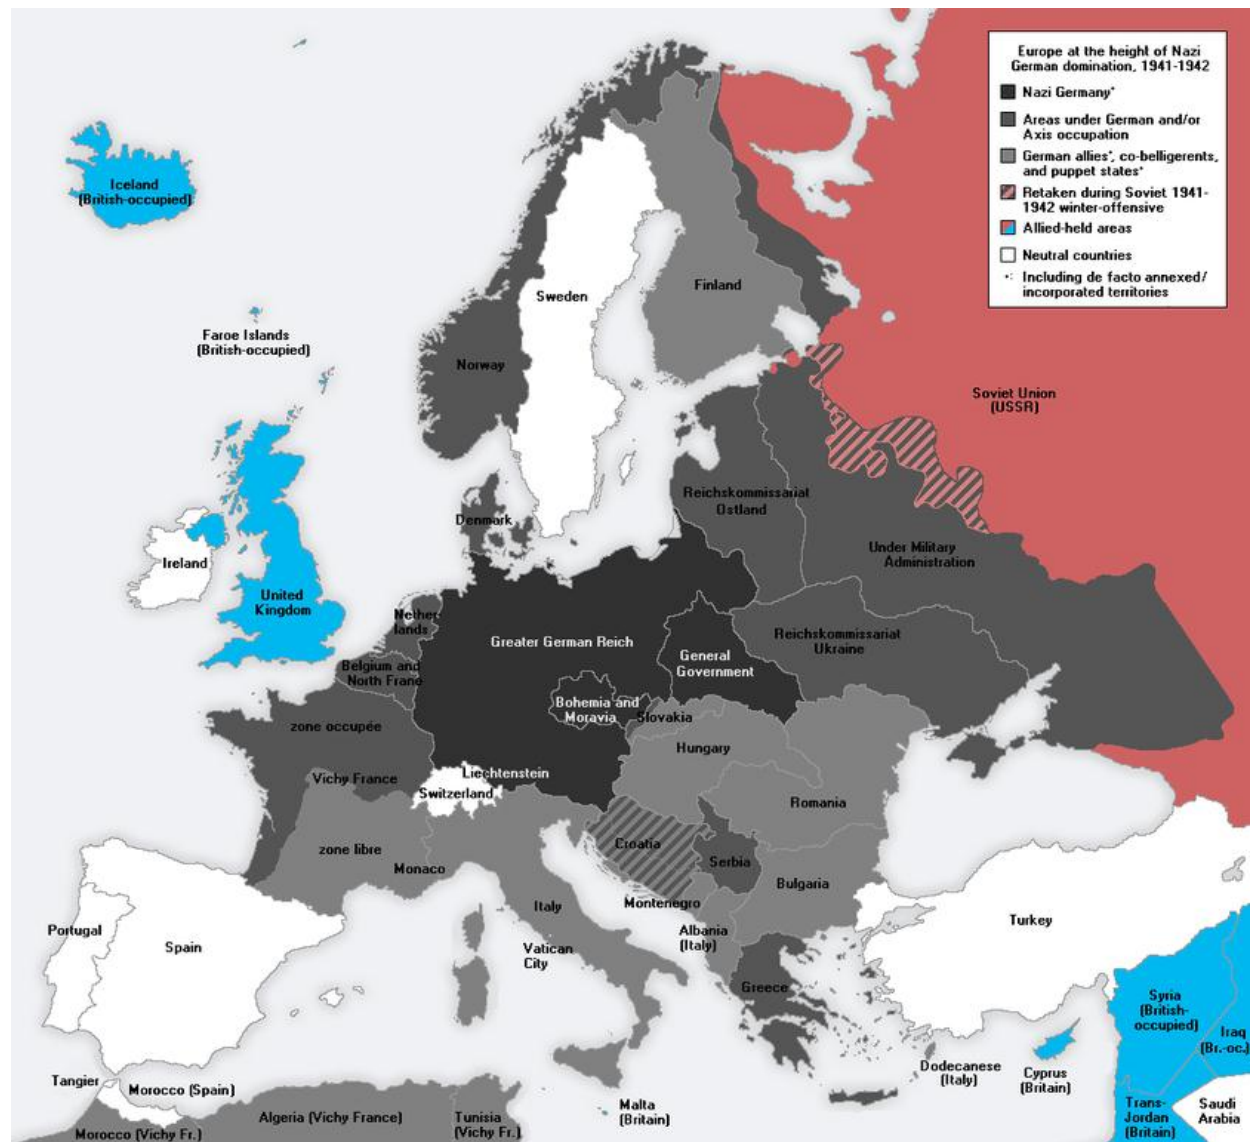 Europe at the height of Nazi
German domination, 1941-1942
Nazi Germany*
Areas under German and/or
Axis occupation
German allies*, co-belligerents,
and puppet states*
Retaken during Soviet 1941-
1942 winter-offensive
Allied-held areas
Neutral countries
*: Including de facto annexed/
incorporated territories
Iceland
(British-occupied)
Faroe Islands
(British-occupied)
Sweden
Finland
Norway
Soviet Union
(USSR)
Reichskommissariat
Ostland
Denmark
Under Military
Administration
Ireland
United
Kingdom
Nether-
lands
Greater German Reich
General
Government
Reichskommissariat
Ukraine
Belgium and
North Frane
Bohemia and
Moravia
Slovakia
zone occupée
Hungary
Vichy France
Liechtenstein
Switzerland
Romania
zone libre
Croatia
Monaco
Serbia
Bulgaria
Italy
Montenegro
Portugal
Spain
Vatican
City
Albania
(Italy)
Turkey
Greece
Syria
(British-
occupied)
Iraq
(Br.-oc.)
Tangier
Morocco (Spain)
Dodecanese
(Italy)
Cyprus
(Britain)
Algeria (Vichy France)
Tunisia
(Vichy Fr.)
Malta
(Britain)
Morocco (Vichy Fr.)
Trans-
Jordan
(Britain)
Saudi
Arabia